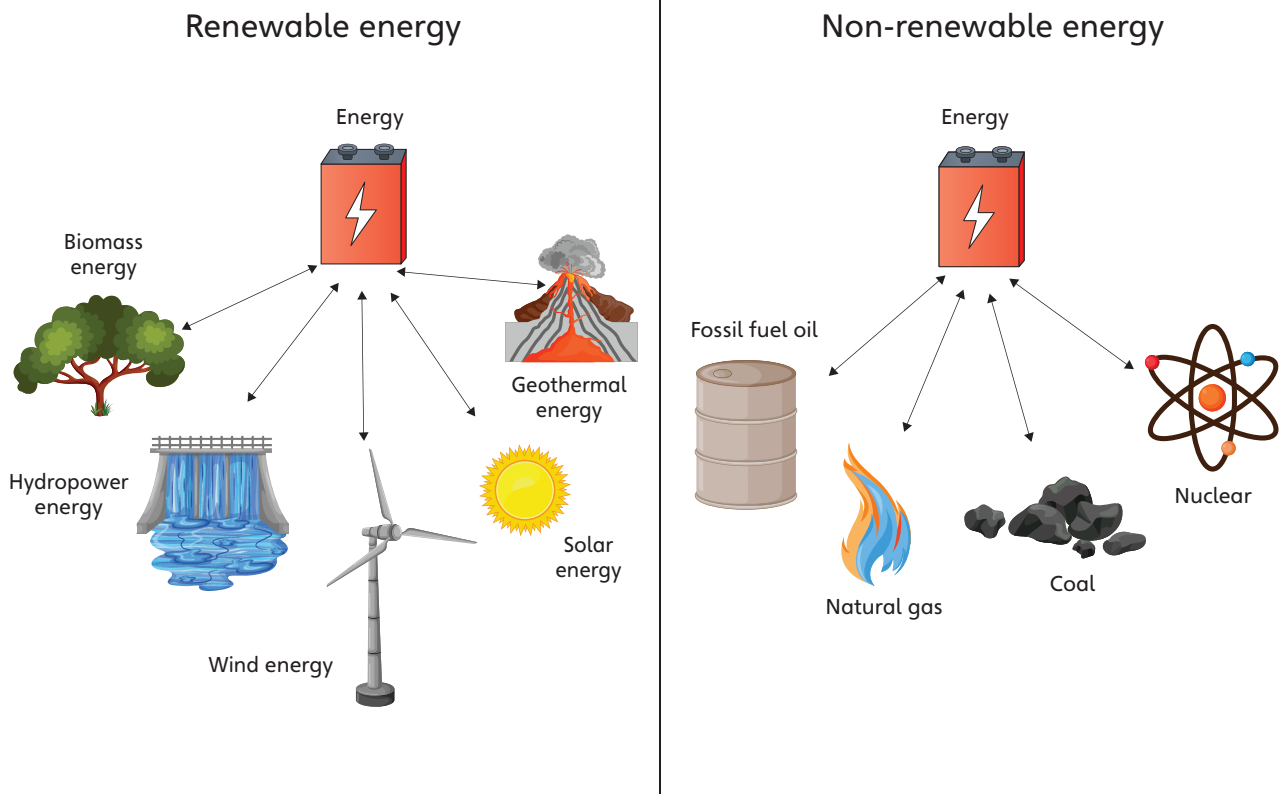 Renewable energy
Energy
Biomass
energy
Geothermal
energy
Hydropower
energy
Solar
energy
Wind energy
Non-renewable energy
Energy
Fossil fuel oil
Nuclear
Coal
Natural gas